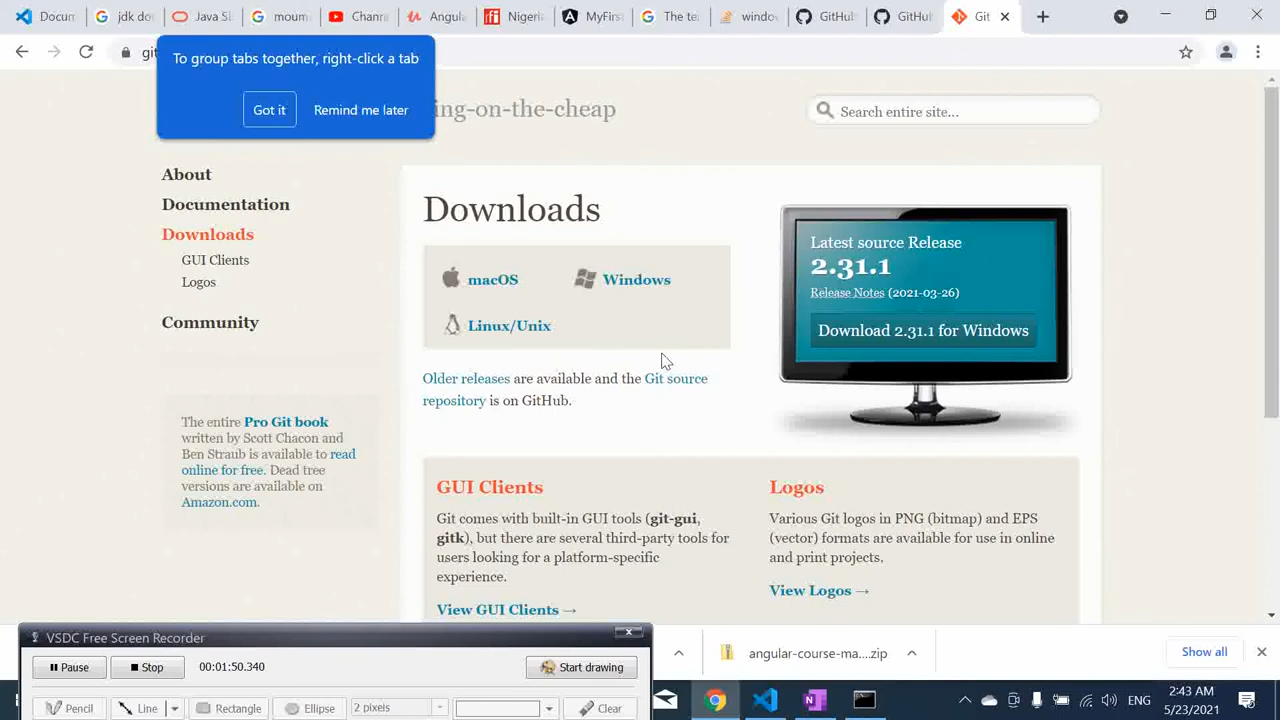 Docum
jdk do
Java SI
moum
Chann
Angula
Nigeri
MyFirs
The ta
windo
GitHub
GitHu
Git
git
To group tabs together, right-click a tab
Got it
Remind me later
ing-on-the-cheap
Search entire site...
About
Documentation
Downloads
GUI Clients
Logos
Community
The entire Pro Git book
written by Scott Chacon and
Ben Straub is available to read
online for free. Dead tree
versions are available on
Amazon.com.
Downloads
macOS
Windows
Linux/Unix
Older releases are available and the Git source
repository is on GitHub.
Latest source Release
2.31.1
Release Notes (2021-03-26)
Download 2.31.1 for Windows
GUI Clients
Git comes with built-in GUI tools (git-gui,
gitk), but there are several third-party tools for
users looking for a platform-specific
experience.
View GUI Clients →
Logos
Various Git logos in PNG (bitmap) and EPS
(vector) formats are available for use in online
and print projects.
View Logos →
VSDC Free Screen Recorder
Pause
Stop
00:01:50.340
Start drawing
Pencil
Line
Rectangle
Ellipse
2 pixels
Clear
angular-course-ma....zip
Show all
ENG
2:43 AM
5/23/2021